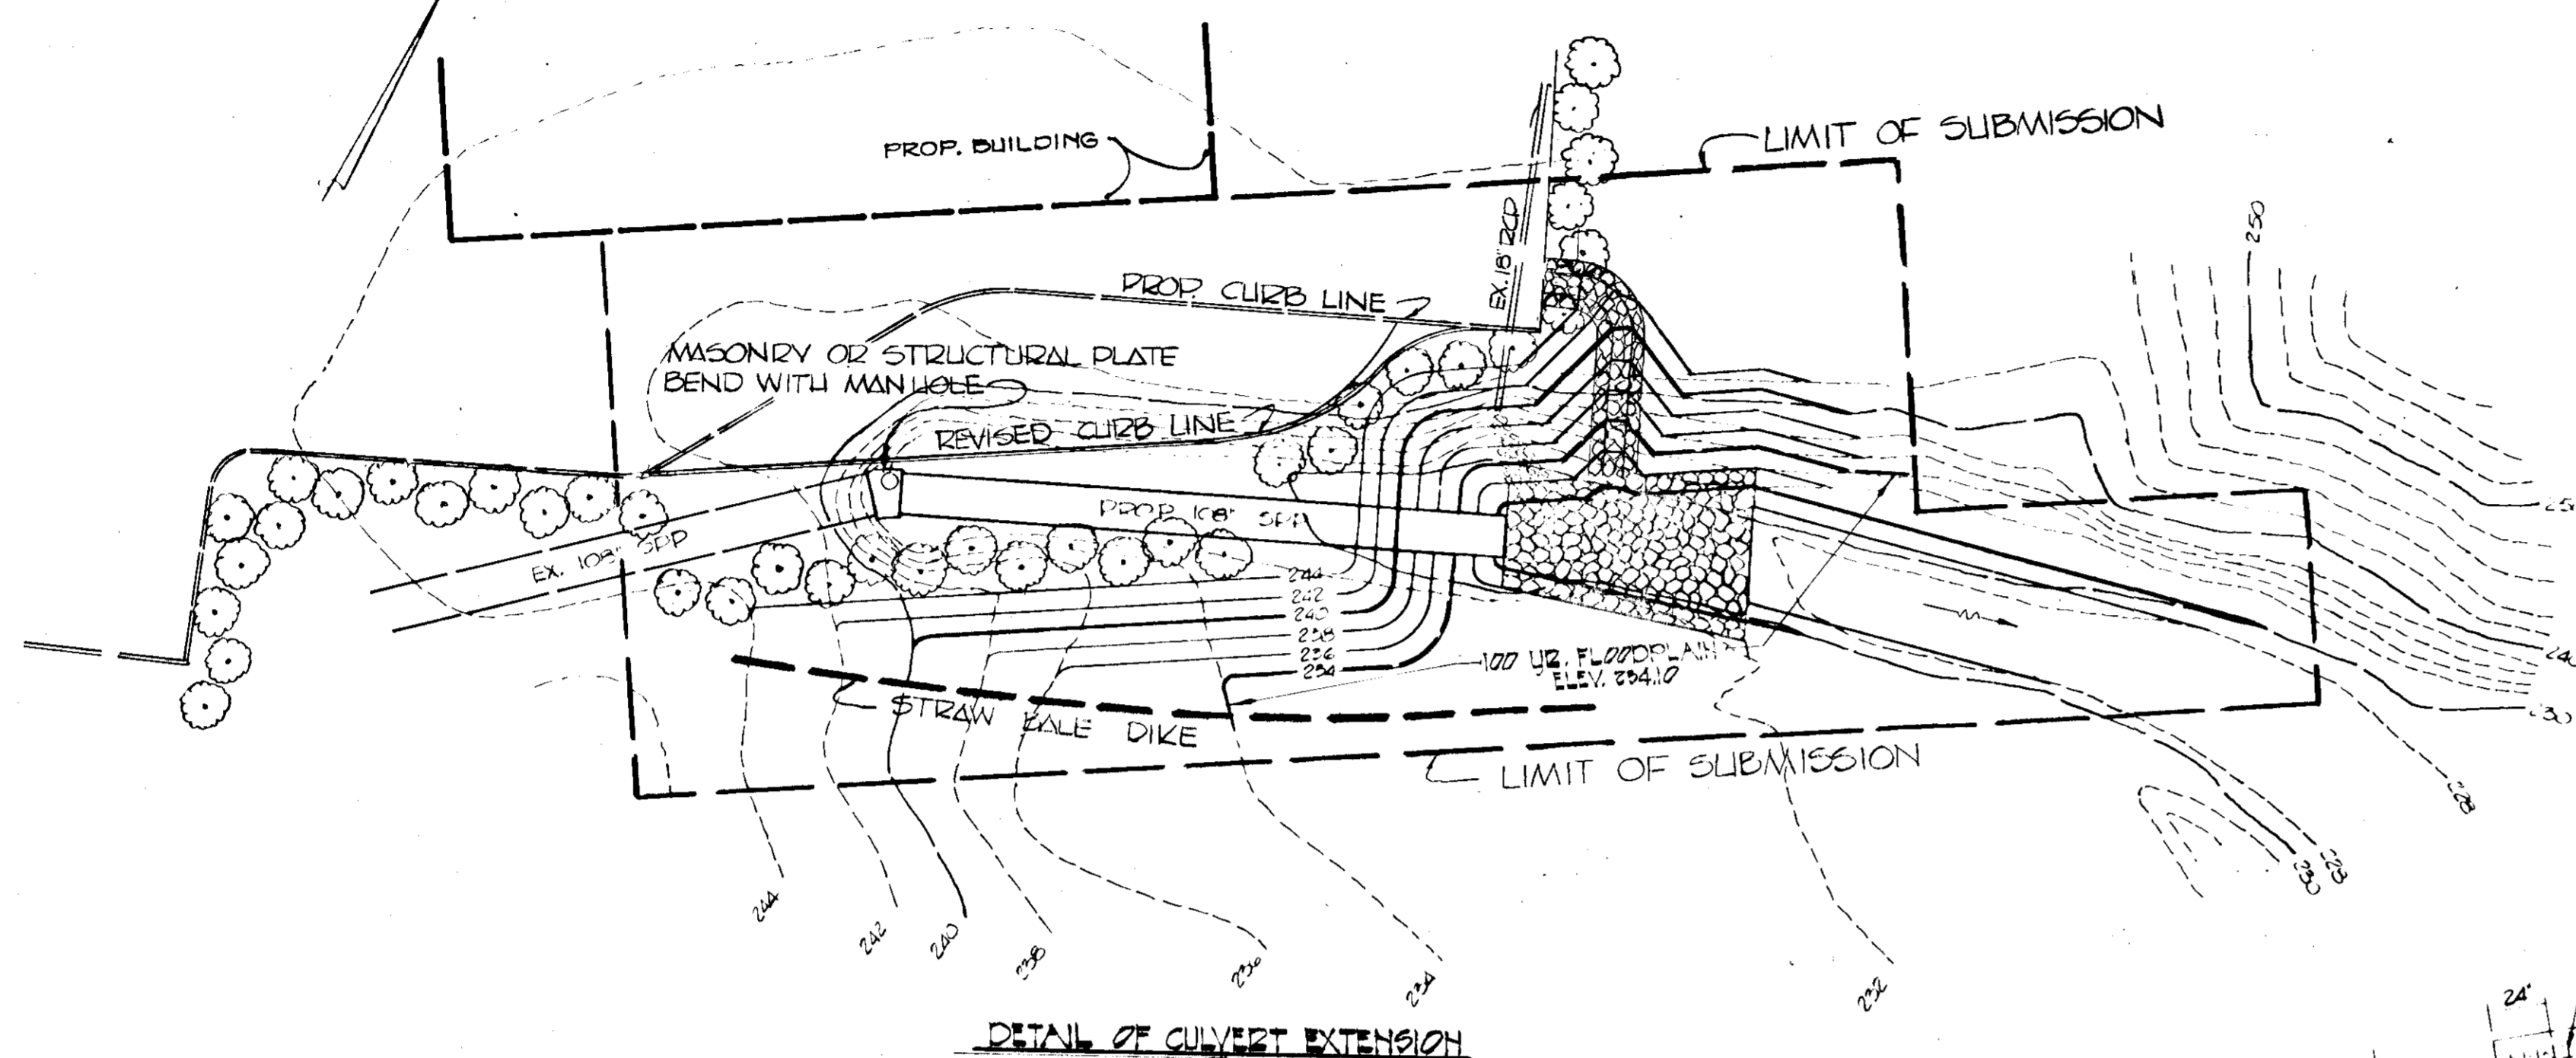 PROP. BUILDING
LIMIT OF SUBMISSION
250
EX. 18" RCP
PROP. CURB LINE
MASONRY OR STRUCTURAL PLATE
BEND WITH MANHOLE
REVISED CURB LINE
PROP. 108" SPP
EX. 108" SPP
244
242
240
238
236
234
100 YR. FLOODPLAIN
ELEV. 234.10
STRAW BALE DIKE
LIMIT OF SUBMISSION
240
230
228
228
230
244
242
240
238
236
234
232
24"
DETAIL OF CULVERT EXTENSION